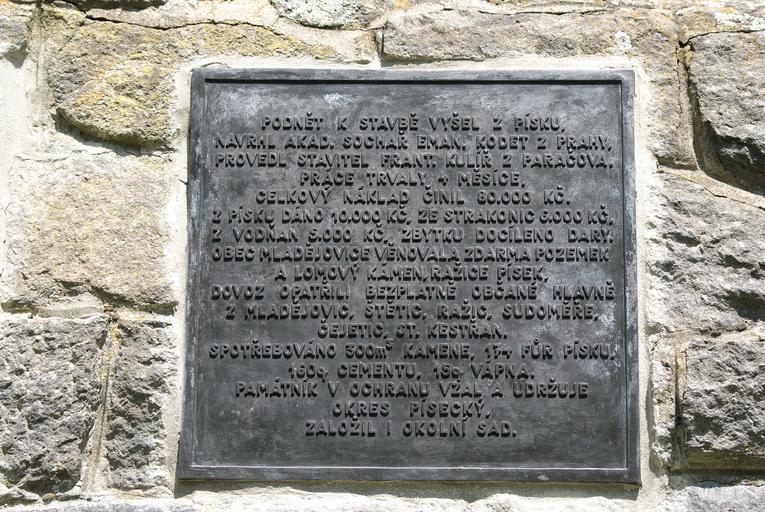 PODNĚT K STAVBĚ VYŠEL Z PÍSKU,
NAVRHL AKAD. SOCHAŘ EMAN. KODET Z PRAHY,
PROVEDL STAVITEL FRANT. KULÍŘ Z PARAČOVA.
PRÁCE TRVALY 4 MĚSÍCE,
CELKOVÝ NÁKLAD ČINIL 80.000 KČ.
Z PÍSKU DÁNO 10.000 KČ, ZE STRAKONIC 6.000 KČ,
Z VODŇAN 5.000 KČ, ZBYTKU DOCÍLENO DARY.
OBEC MLADĚJOVICE VĚNOVALA ZDARMA POZEMEK
A LOMOVÝ KÁMEN, RAŽICE PÍSEK,
DOVOZ OPATŘILI BEZPLATNĚ OBČANÉ HLAVNĚ
Z MLADĚJOVIC, ŠTĚTIC, RAŽIC, SUDOMĚŘE,
ČEJETIC, ST. KESTŘAN.
SPOTŘEBOVÁNO 300m³ KAMENE, 174 FŮR PÍSKU,
160q CEMENTU, 15q VÁPNA.
PAMÁTNÍK V OCHRANU VZAL A UDRŽUJE
OKRES PÍSECKÝ,
ZALOŽIL I OKOLNÍ SAD.